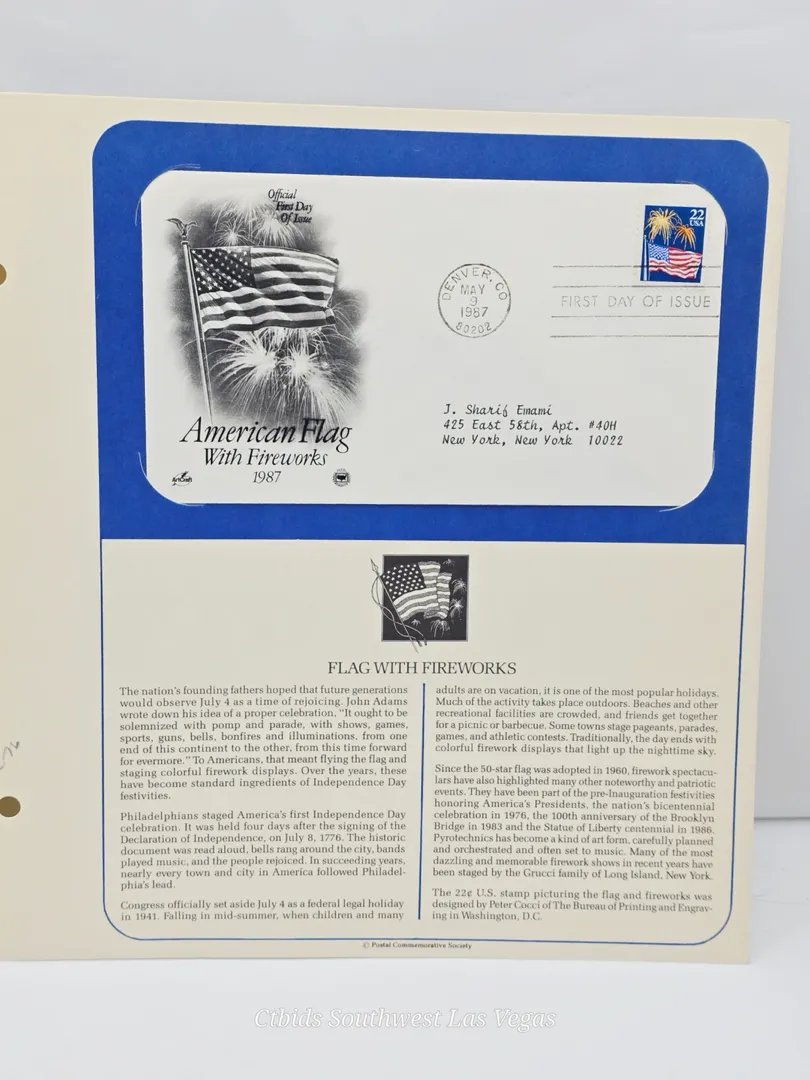 Official
First Day
Of Issue
22
USA
DENVER, CO
MAY
9
1987
80202
FIRST DAY OF ISSUE
J. Sharif Emami
425 East 58th, Apt. #40H
New York, New York 10022
American Flag
With Fireworks
1987
ArtCraft
FLAG WITH FIREWORKS
The nation's founding fathers hoped that future generations
would observe July 4 as a time of rejoicing. John Adams
wrote down his idea of a proper celebration, "It ought to be
solemnized with pomp and parade, with shows, games,
sports, guns, bells, bonfires and illuminations, from one
end of this continent to the other, from this time forward
for evermore." To Americans, that meant flying the flag and
staging colorful firework displays. Over the years, these
have become standard ingredients of Independence Day
festivities.
Philadelphians staged America's first Independence Day
celebration. It was held four days after the signing of the
Declaration of Independence, on July 8, 1776. The historic
document was read aloud, bells rang around the city, bands
played music, and the people rejoiced. In succeeding years,
nearly every town and city in America followed Philadel-
phia's lead.
Congress officially set aside July 4 as a federal legal holiday
in 1941. Falling in mid-summer, when children and many
adults are on vacation, it is one of the most popular holidays.
Much of the activity takes place outdoors. Beaches and other
recreational facilities are crowded, and friends get together
for a picnic or barbecue. Some towns stage pageants, parades,
games, and athletic contests. Traditionally, the day ends with
colorful firework displays that light up the nighttime sky.
Since the 50-star flag was adopted in 1960, firework spectacu-
lars have also highlighted many other noteworthy and patriotic
events. They have been part of the pre-Inauguration festivities
honoring America's Presidents, the nation's bicentennial
celebration in 1976, the 100th anniversary of the Brooklyn
Bridge in 1983 and the Statue of Liberty centennial in 1986.
Pyrotechnics has become a kind of art form, carefully planned
and orchestrated and often set to music. Many of the most
dazzling and memorable firework shows in recent years have
been staged by the Grucci family of Long Island, New York.
The 22¢ U.S. stamp picturing the flag and fireworks was
designed by Peter Cocci of The Bureau of Printing and Engrav-
ing in Washington, D.C.
© Postal Commemorative Society
Ctbids Southwest Las Vegas